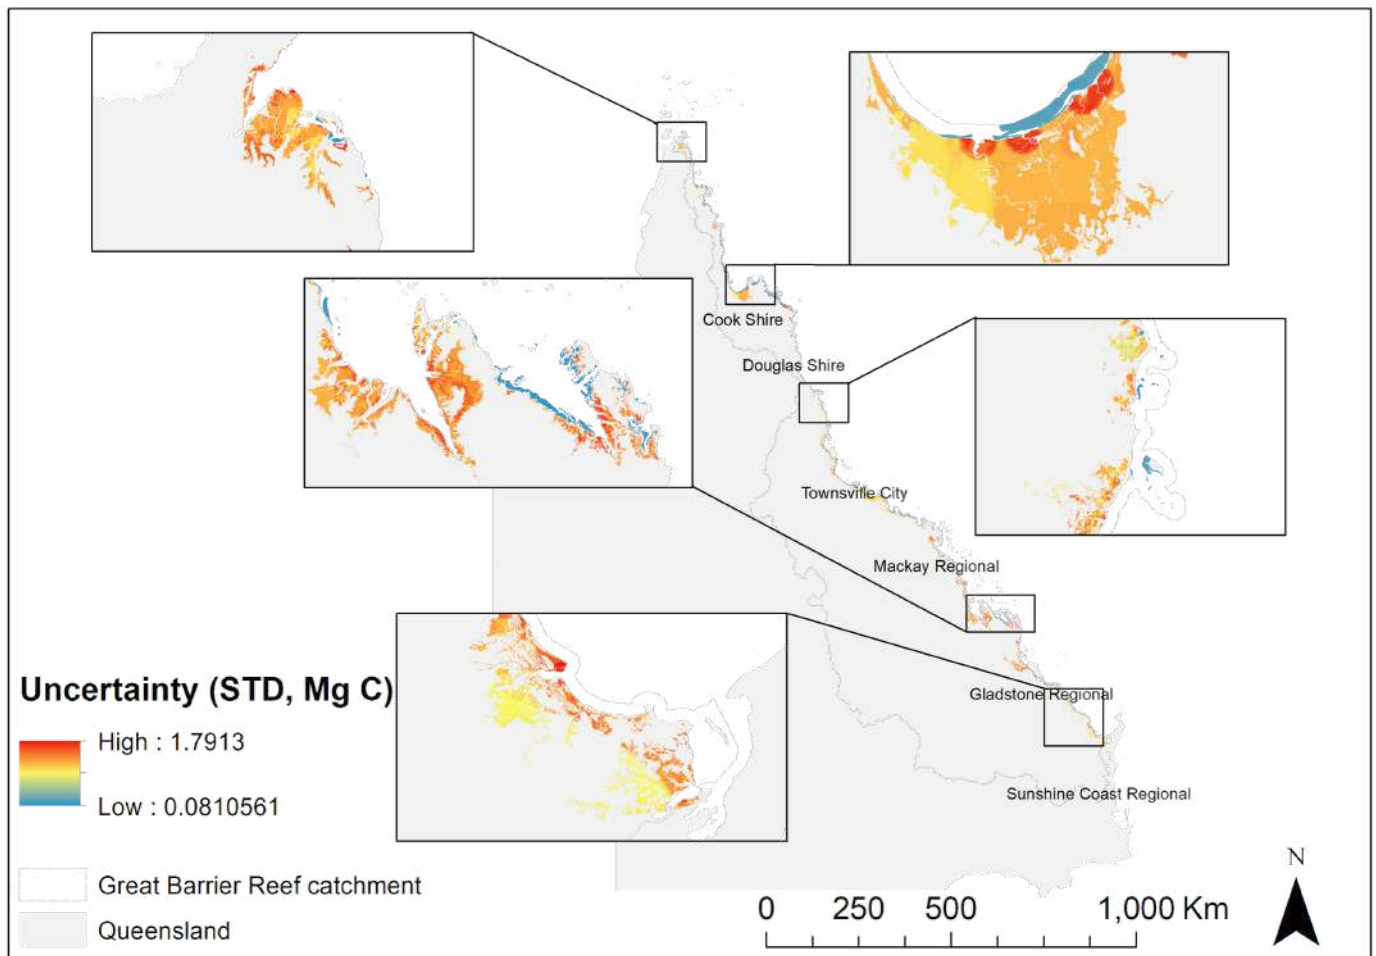 Cook Shire
Douglas Shire
Townsville City
Mackay Regional
Gladstone Regional
Sunshine Coast Regional
Uncertainty (STD, Mg C)
High : 1.7913
Low : 0.0810561
Great Barrier Reef catchment
Queensland
0 250 500 1,000 Km
N